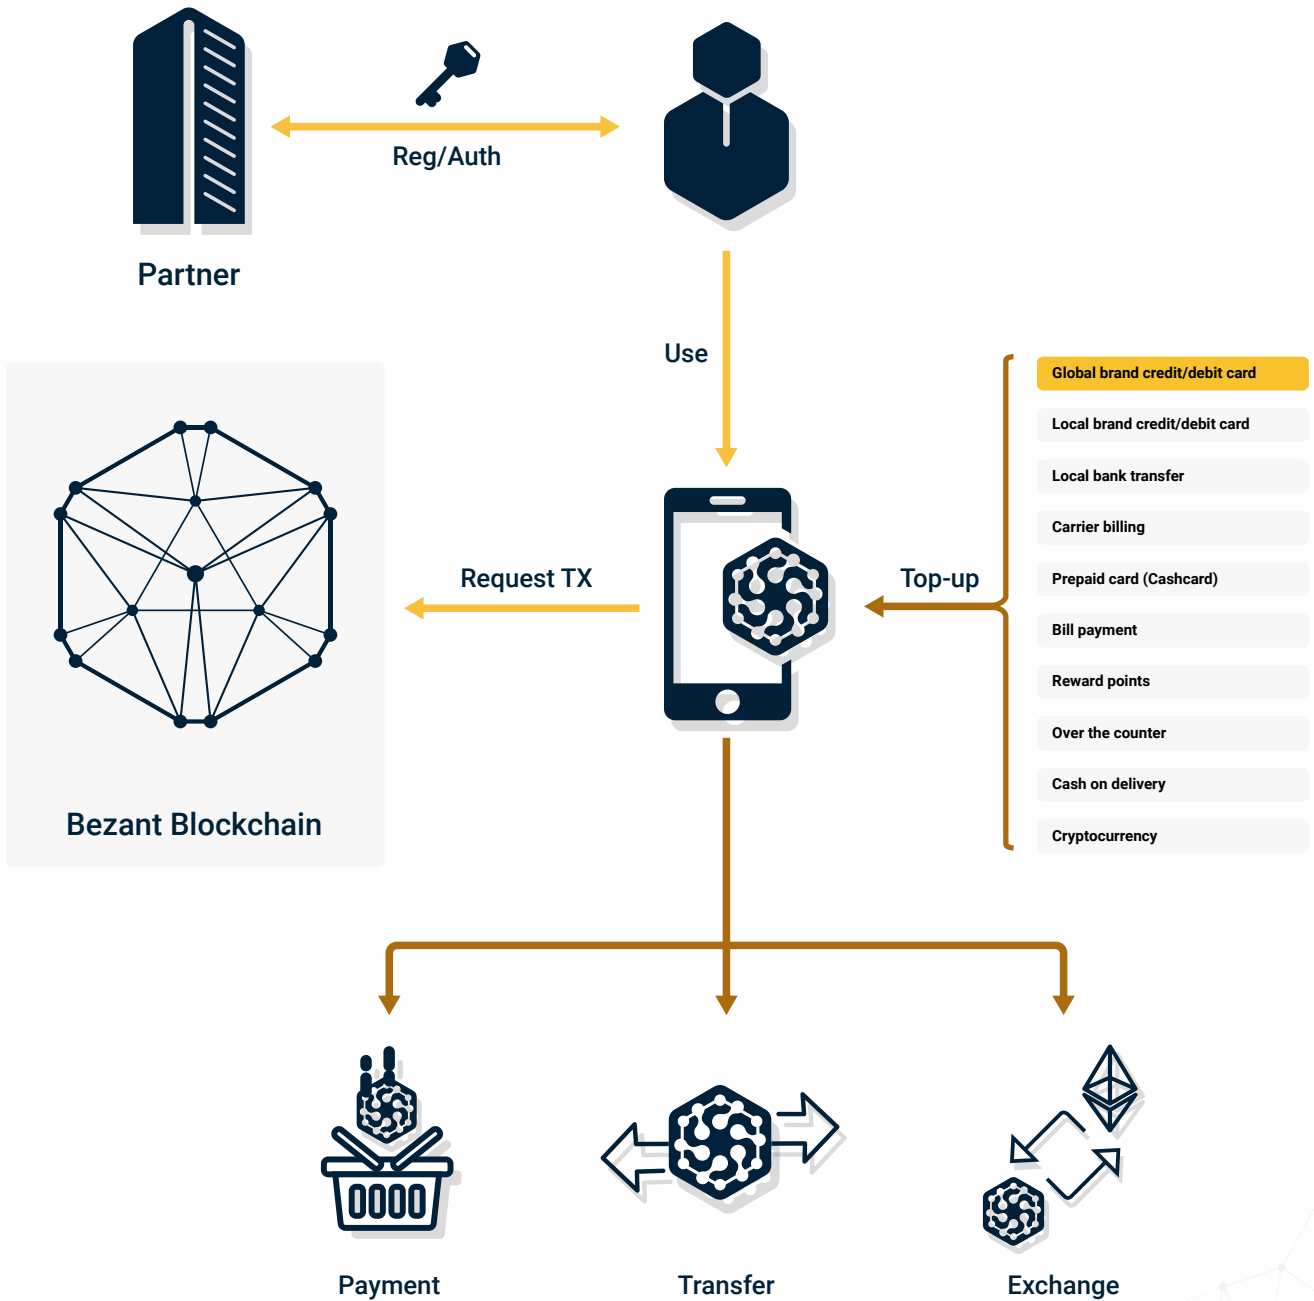 Reg/Auth
Partner
Use
Global brand credit/debit card
Local brand credit/debit card
Local bank transfer
Carrier billing
Prepaid card (Cashcard)
Bill payment
Reward points
Over the counter
Cash on delivery
Cryptocurrency
Request TX
Top-up
Bezant Blockchain
Payment
Transfer
Exchange